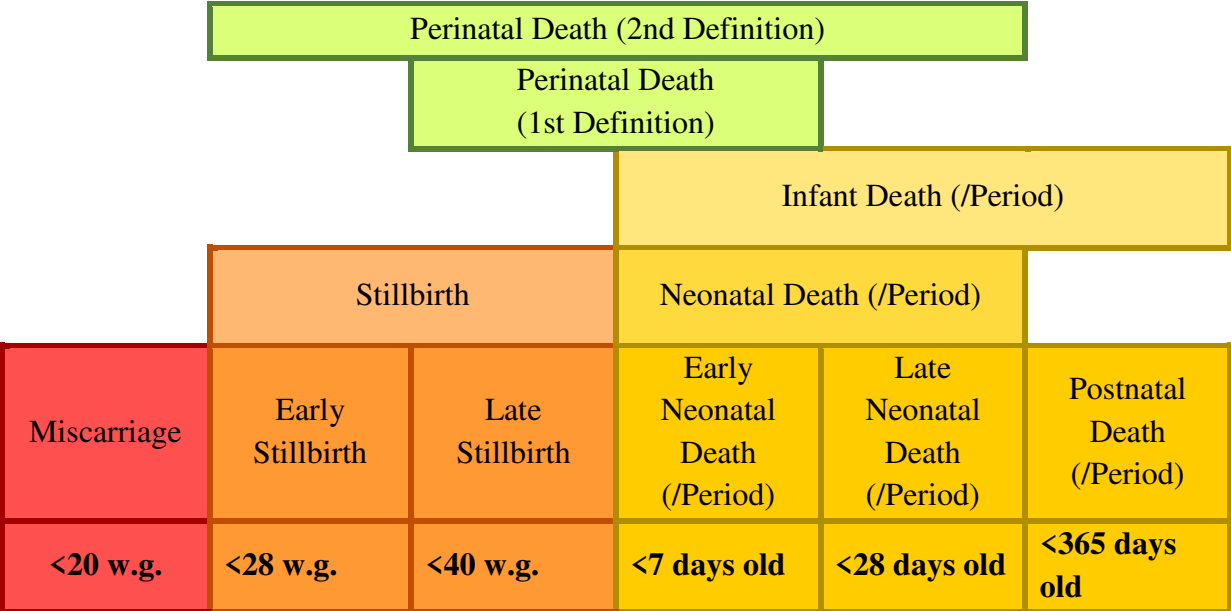 Perinatal Death (2nd Definition)
Perinatal Death
(1st Definition)
Infant Death (/Period)
Stillbirth
Neonatal Death (/Period)
Miscarriage
Early
Stillbirth
Late
Stillbirth
Early
Neonatal
Death
(/Period)
Late
Neonatal
Death
(/Period)
Postnatal
Death
(/Period)
<20 w.g.
<28 w.g.
<40 w.g.
<7 days old
<28 days old
<365 days
old